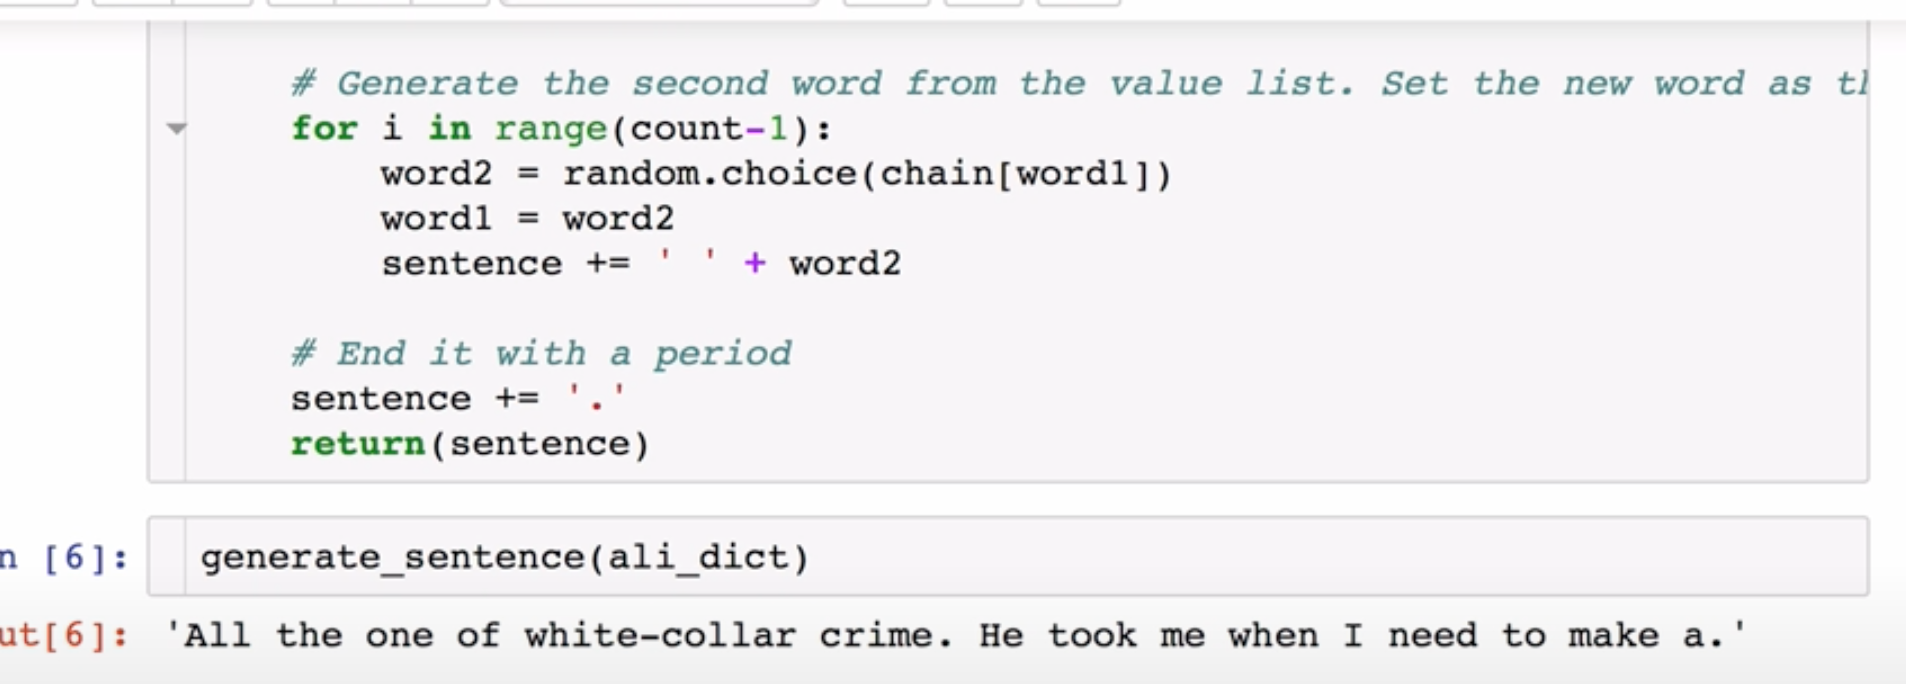 # Generate the second word from the value list. Set the new word as
for i in range(count-1):
word2 = random.choice(chain[word1])
word1 = word2
sentence += ' ' + word2
# End it with a period
sentence += '.'
return(sentence)
n [6]:
generate_sentence(ali_dict)
ut[6]:
'All the one of white-collar crime. He took me when I need to make a.'